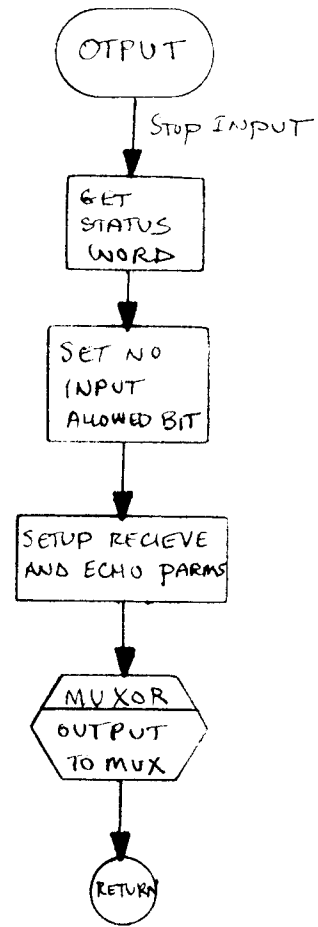 OTPUT
STOP INPUT
GET
STATUS
WORD
SET NO
INPUT
ALLOWED BIT
SETUP RECIEVE
AND ECHO PARMS
MUXOR
OUTPUT
TO MUX
RETURN